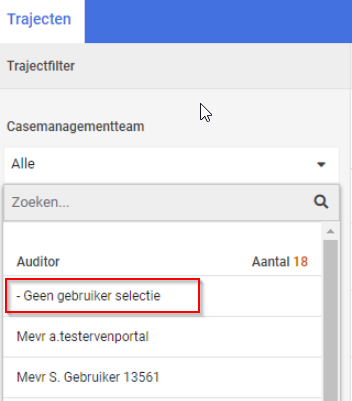 Trajecten
Trajectfilter
Casemanagementteam
Alle
Zoeken...
Auditor Aantal 18
- Geen gebruiker selectie
Mevr a.testervenportal
Mevr S. Gebruiker 13561